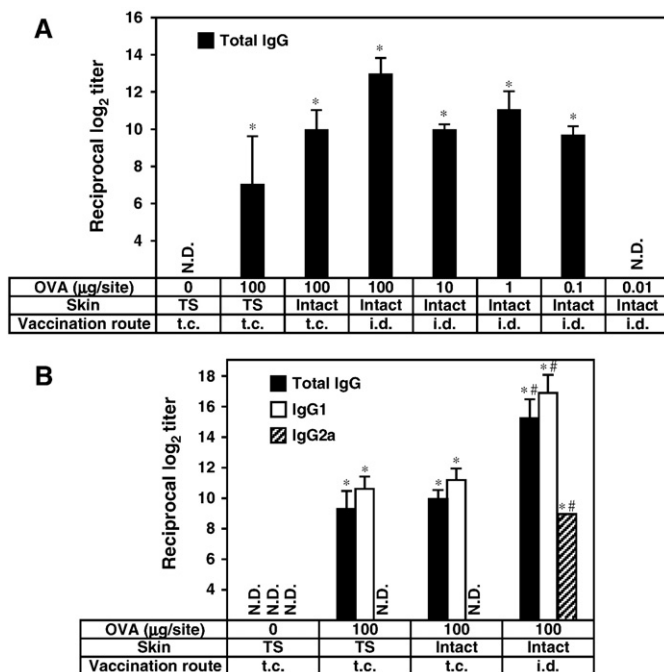 A
Reciprocal log2 titer
16
14
12
10
8
6
4
Total IgG
N.D. * * * * * * N.D.
OVA (µg/site) 0 100 100 100 10 1 0.1 0.01
Skin TS TS Intact Intact Intact Intact Intact Intact
Vaccination route t.c. t.c. t.c. i.d. i.d. i.d. i.d. i.d.
B
Reciprocal log2 titer
18
16
14
12
10
8
6
4
Total IgG
IgG1
IgG2a
N.D. N.D. N.D. * * N.D. * * N.D. *# *# *#
OVA (µg/site) 0 100 100 100
Skin TS TS Intact Intact
Vaccination route t.c. t.c. t.c. i.d.